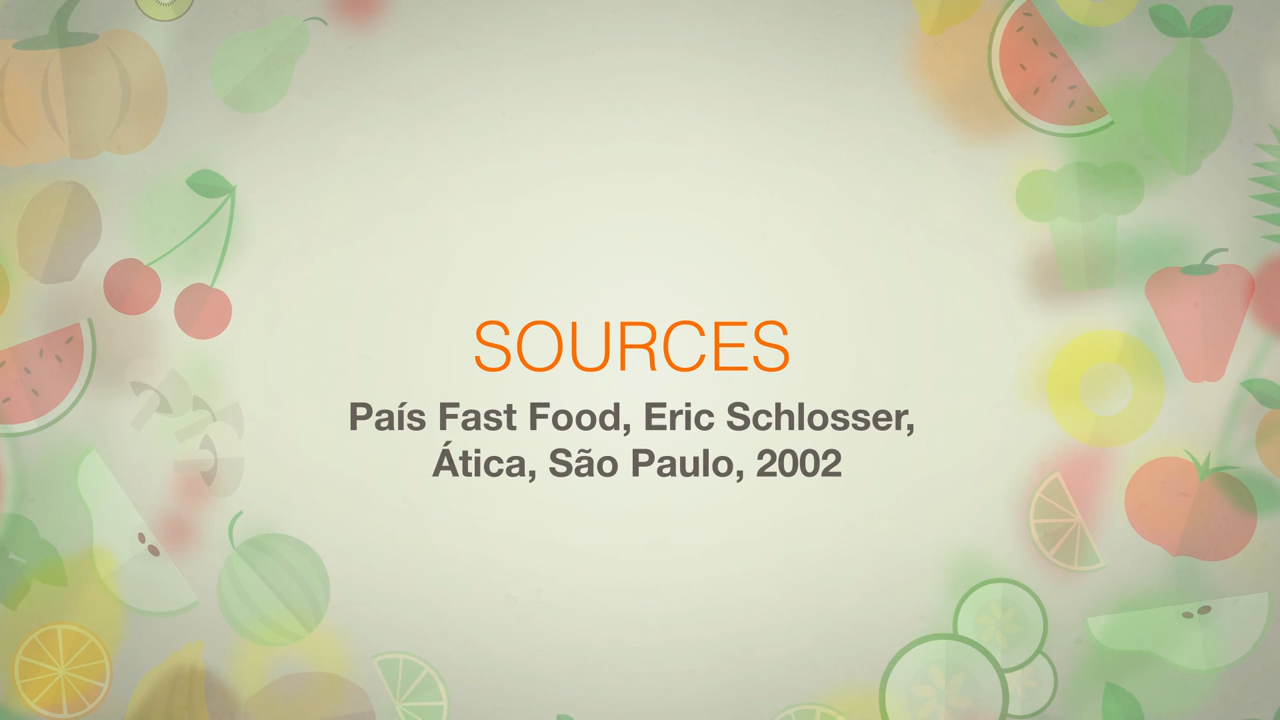 SOURCES
País Fast Food, Eric Schlosser,
Ática, São Paulo, 2002